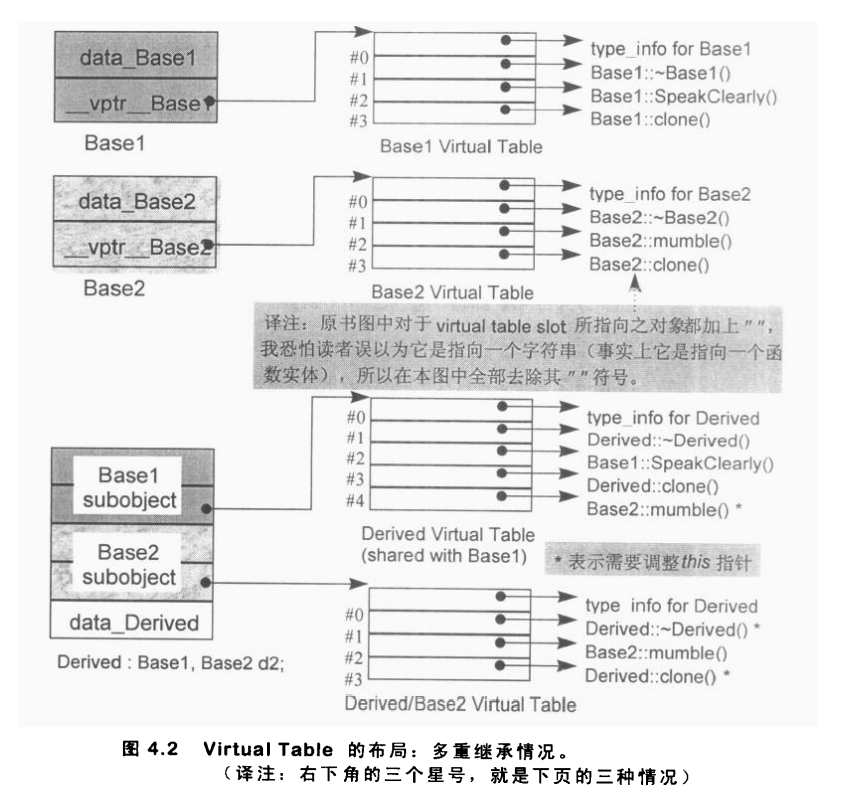 data_Base1
__vptr__Base1
Base1
#0
#1
#2
#3
Base1 Virtual Table
type_info for Base1
Base1::~Base1()
Base1::SpeakClearly()
Base1::clone()
data_Base2
__vptr__Base2
Base2
#0
#1
#2
#3
Base2 Virtual Table
type_info for Base2
Base2::~Base2()
Base2::mumble()
Base2::clone()
译注：原书图中对于 virtual table slot 所指向之对象都加上 " "，
我恐怕读者误以为它是指向一个字符串（事实上它是指向一个函
数实体），所以在本图中全部去除其 " " 符号。
Base1
subobject
Base2
subobject
data_Derived
Derived : Base1, Base2 d2;
#0
#1
#2
#3
#4
Derived Virtual Table
(shared with Base1)
type_info for Derived
Derived::~Derived()
Base1::SpeakClearly()
Derived::clone()
Base2::mumble() *
* 表示需要调整this 指针
#0
#1
#2
#3
Derived/Base2 Virtual Table
type info for Derived
Derived::~Derived() *
Base2::mumble()
Derived::clone() *
图 4.2 Virtual Table 的布局：多重继承情况。
（译注：右下角的三个星号，就是下页的三种情况）